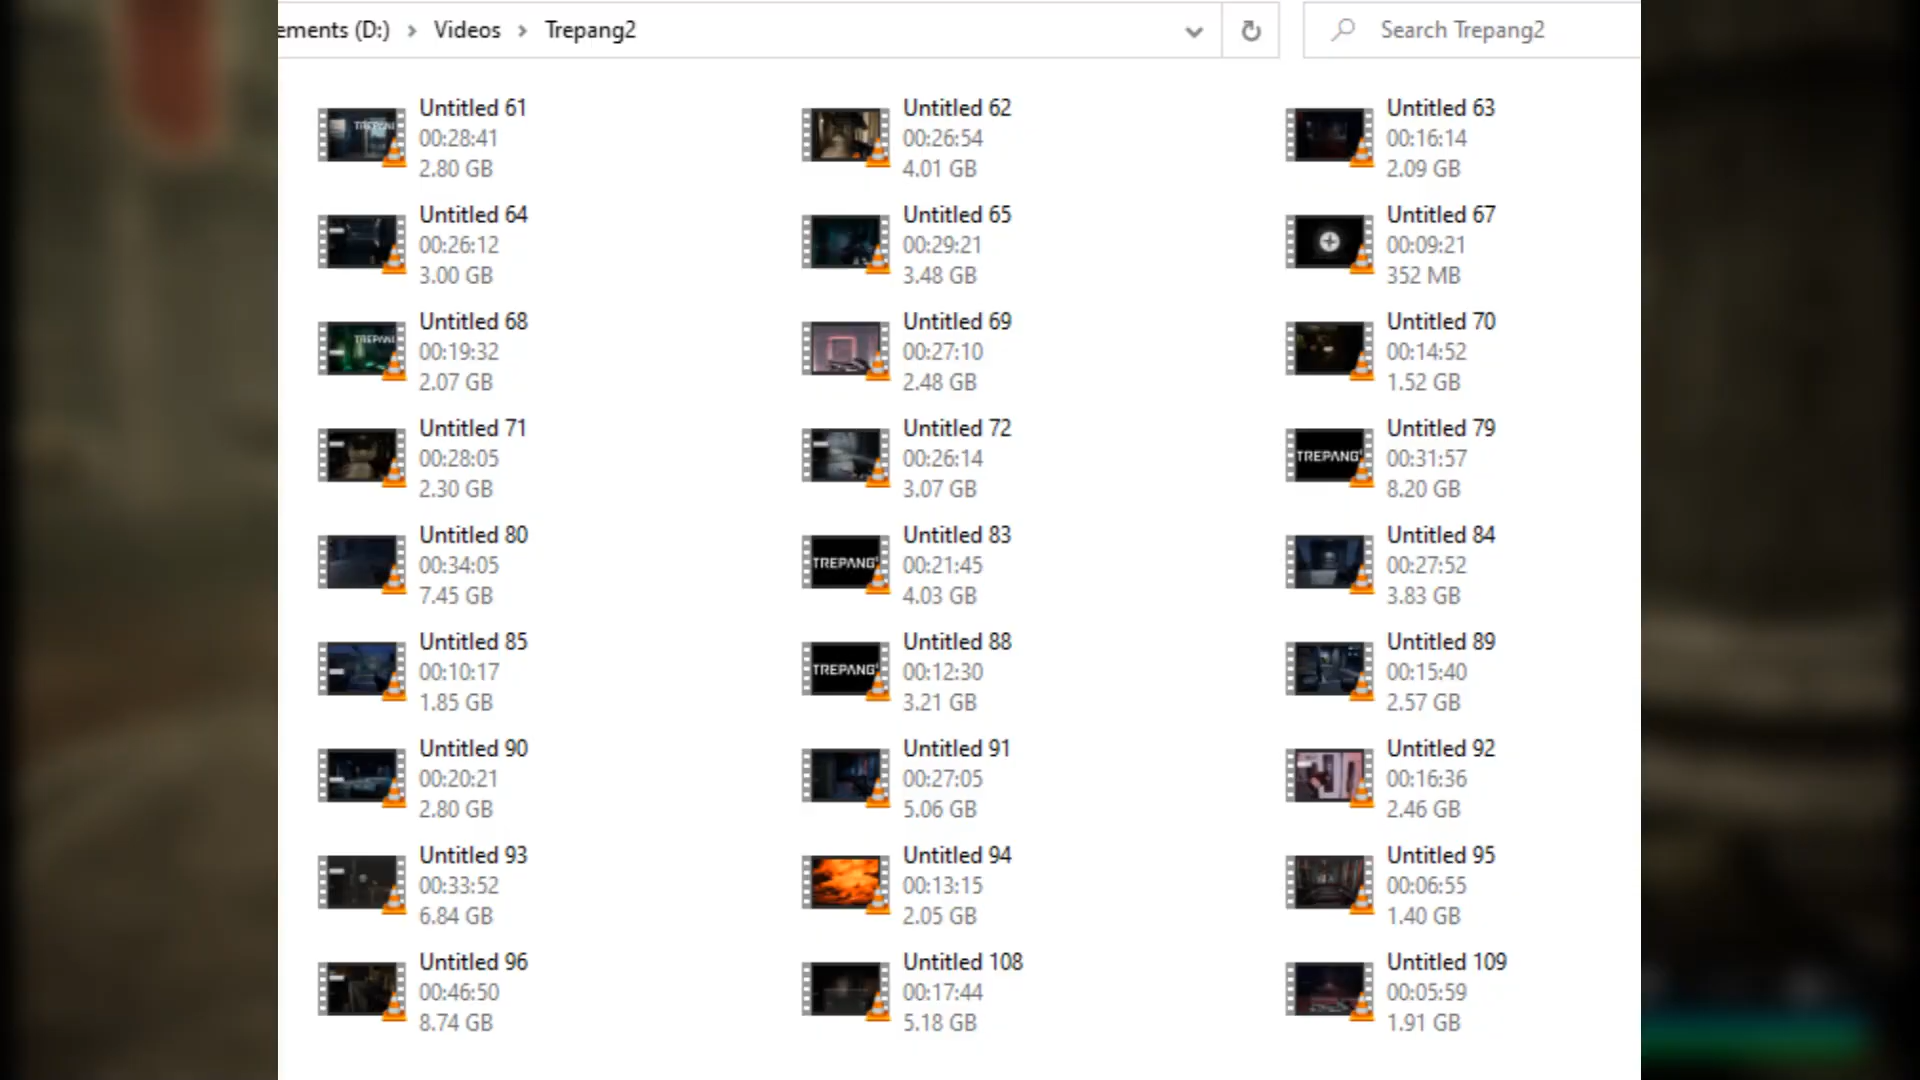 ements (D:) > Videos > Trepang2
Search Trepang2
Untitled 61
00:28:41
2.80 GB
Untitled 62
00:26:54
4.01 GB
Untitled 63
00:16:14
2.09 GB
Untitled 64
00:26:12
3.00 GB
Untitled 65
00:29:21
3.48 GB
Untitled 67
00:09:21
352 MB
TREPANG
Untitled 68
00:19:32
2.07 GB
Untitled 69
00:27:10
2.48 GB
Untitled 70
00:14:52
1.52 GB
Untitled 71
00:28:05
2.30 GB
Untitled 72
00:26:14
3.07 GB
TREPANG
Untitled 79
00:31:57
8.20 GB
Untitled 80
00:34:05
7.45 GB
TREPANG
Untitled 83
00:21:45
4.03 GB
Untitled 84
00:27:52
3.83 GB
Untitled 85
00:10:17
1.85 GB
TREPANG
Untitled 88
00:12:30
3.21 GB
Untitled 89
00:15:40
2.57 GB
Untitled 90
00:20:21
2.80 GB
Untitled 91
00:27:05
5.06 GB
Untitled 92
00:16:36
2.46 GB
Untitled 93
00:33:52
6.84 GB
Untitled 94
00:13:15
2.05 GB
Untitled 95
00:06:55
1.40 GB
Untitled 96
00:46:50
8.74 GB
Untitled 108
00:17:44
5.18 GB
Untitled 109
00:05:59
1.91 GB